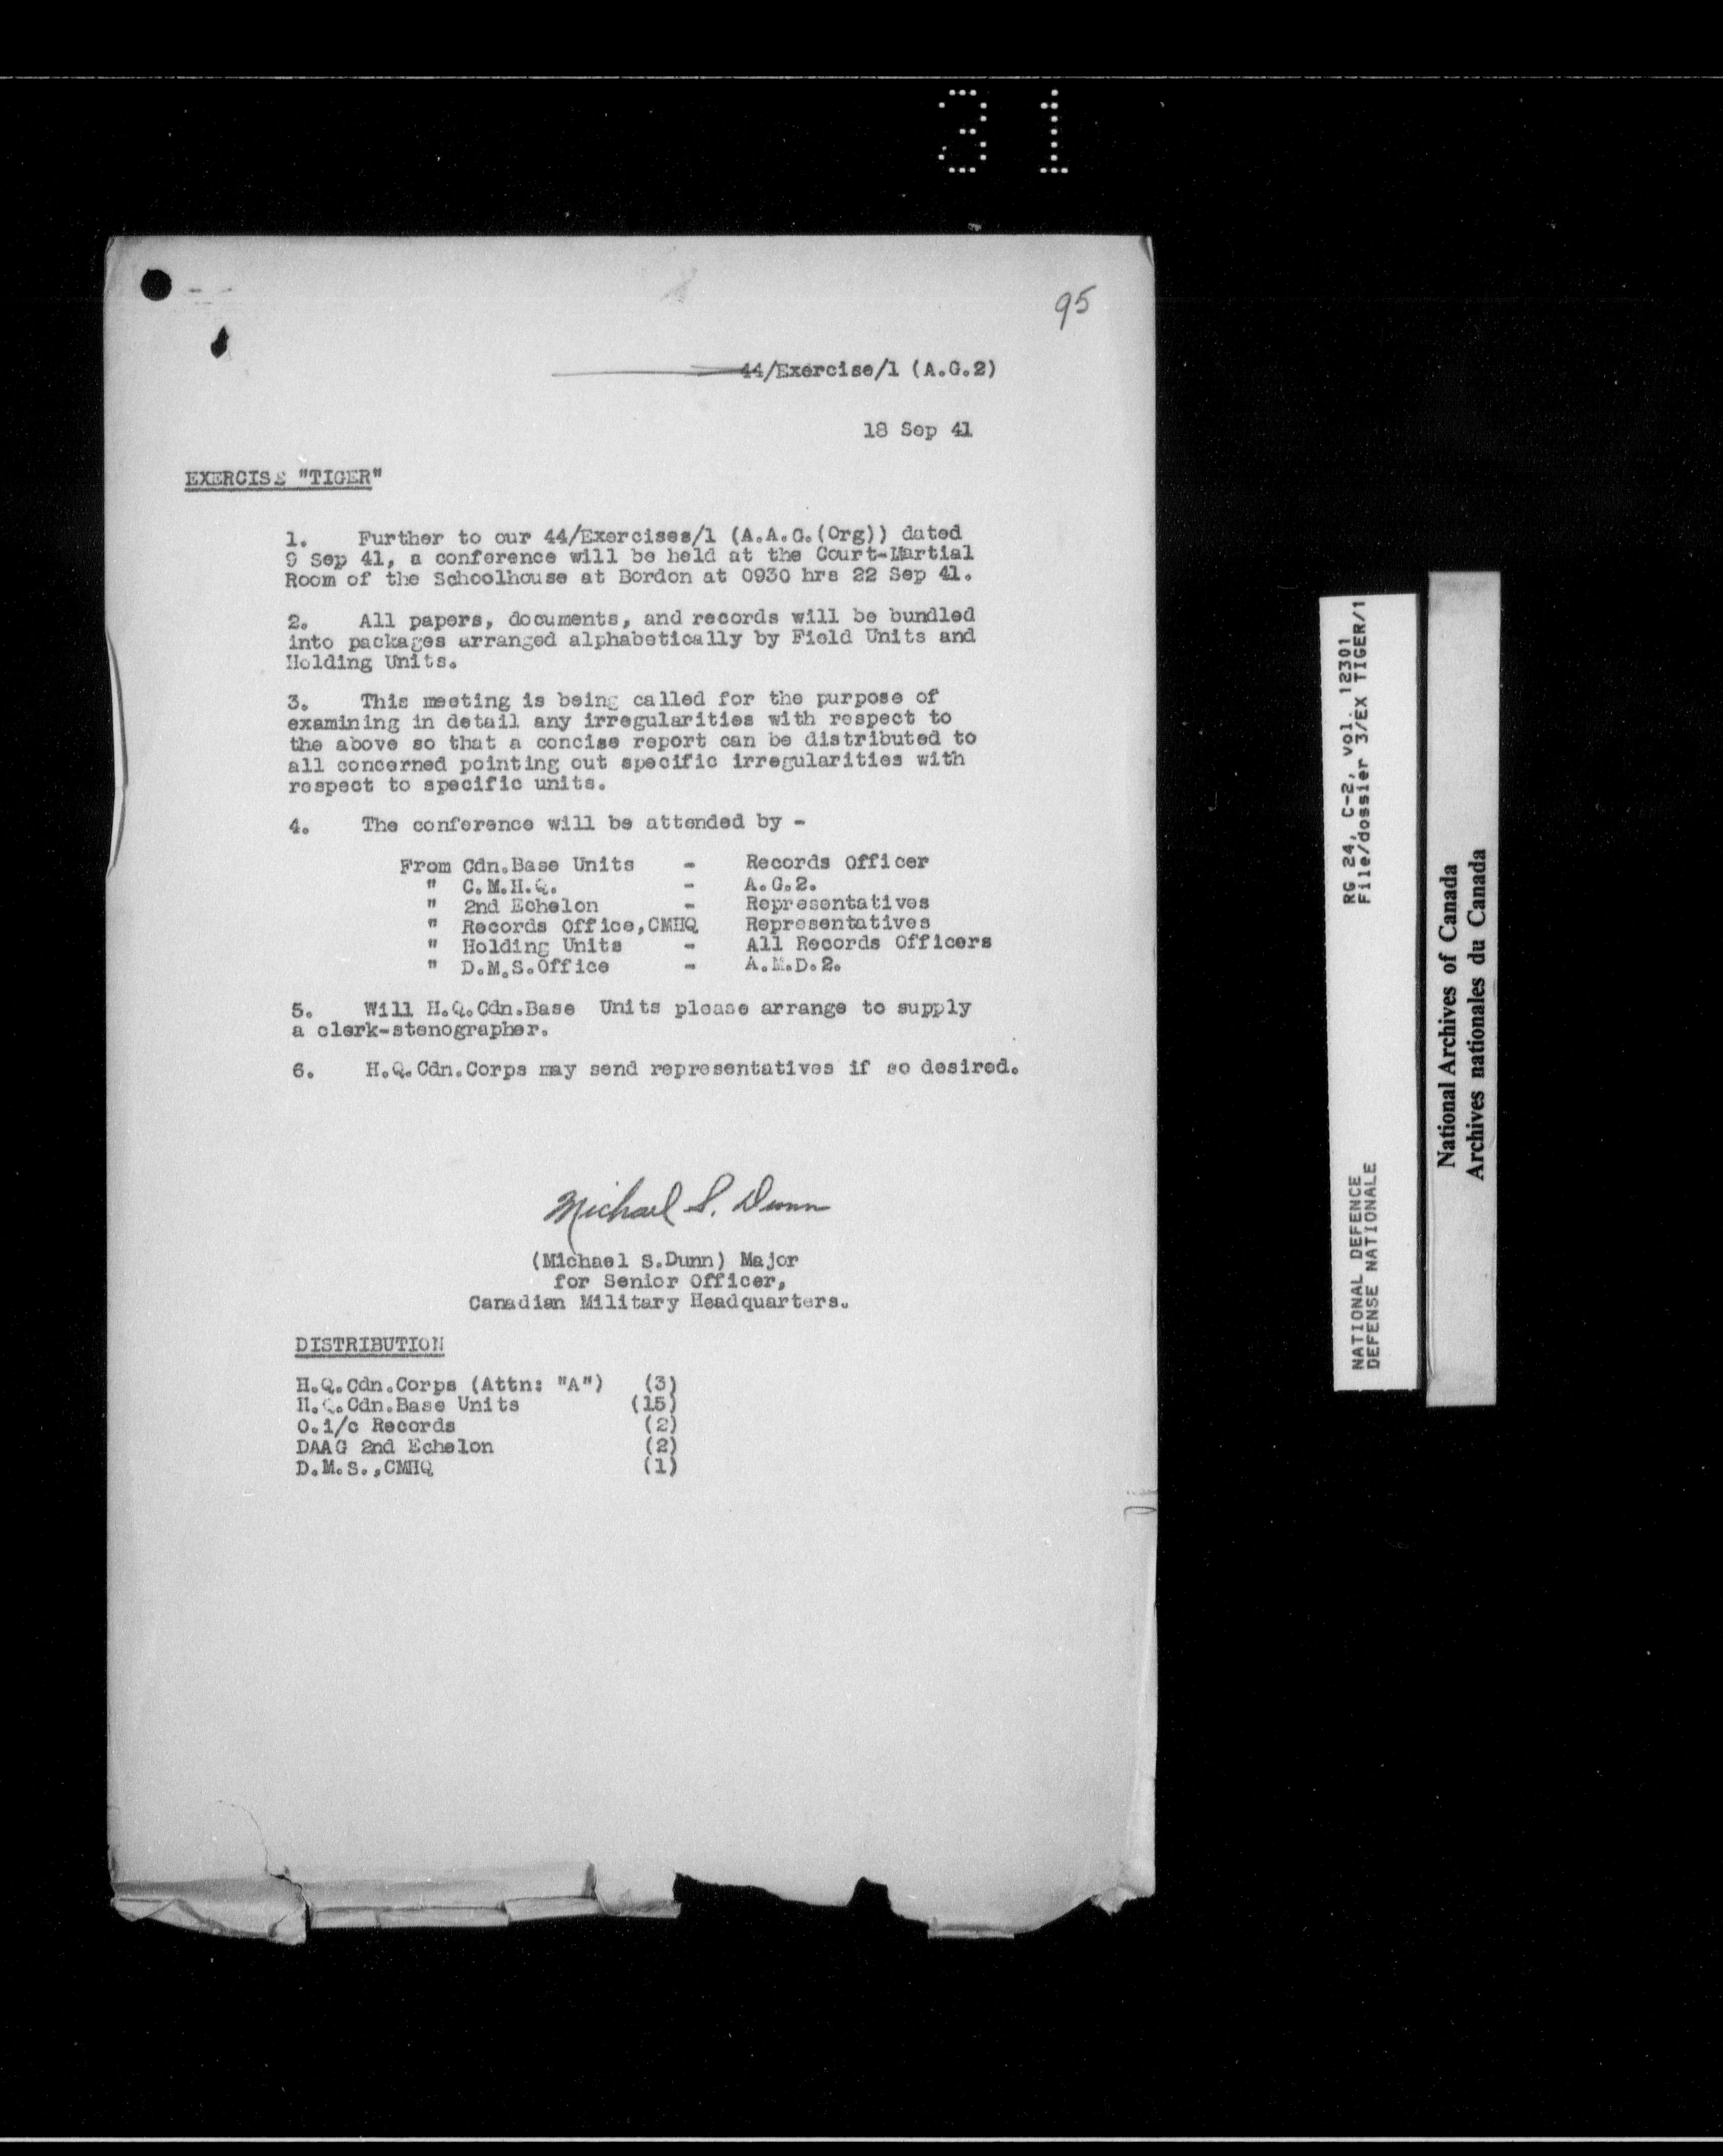 31
95
44/Exercise/1 (A.G.2)
18 Sep 41
EXERCISE "TIGER"
1. Further to our 44/Exercises/1 (A.A.G.(Org)) dated
9 Sep 41, a conference will be held at the Court-Martial
Room of the Schoolhouse at Bordon at 0930 hrs 22 Sep 41.
2. All papers, documents, and records will be bundled
into packages arranged alphabetically by Field Units and
Holding Units.
3. This meeting is being called for the purpose of
examining in detail any irregularities with respect to
the above so that a concise report can be distributed to
all concerned pointing out specific irregularities with
respect to specific units.
4. The conference will be attended by -
From Cdn.Base Units - Records Officer
" C.M.H.Q. - A.G.2.
" 2nd Echelon - Representatives
" Records Office,CMHQ Representatives
" Holding Units - All Records Officers
" D.M.S.Office - A.M.D.2.
5. Will H.Q.Cdn.Base Units please arrange to supply
a clerk-stenographer.
6. H.Q.Cdn.Corps may send representatives if so desired.
Michael S. Dunn
(Michael S.Dunn) Major
for Senior Officer,
Canadian Military Headquarters.
DISTRIBUTION
H.Q.Cdn.Corps (Attn: "A") (3)
H.Q.Cdn.Base Units (15)
O.i/c Records (2)
DAAG 2nd Echelon (2)
D.M.S.,CMHQ (1)
NATIONAL DEFENCE RG 24, C-2, vol. 12301
DEFENSE NATIONALE File/dossier 3/EX TIGER/1
National Archives of Canada
Archives nationales du Canada